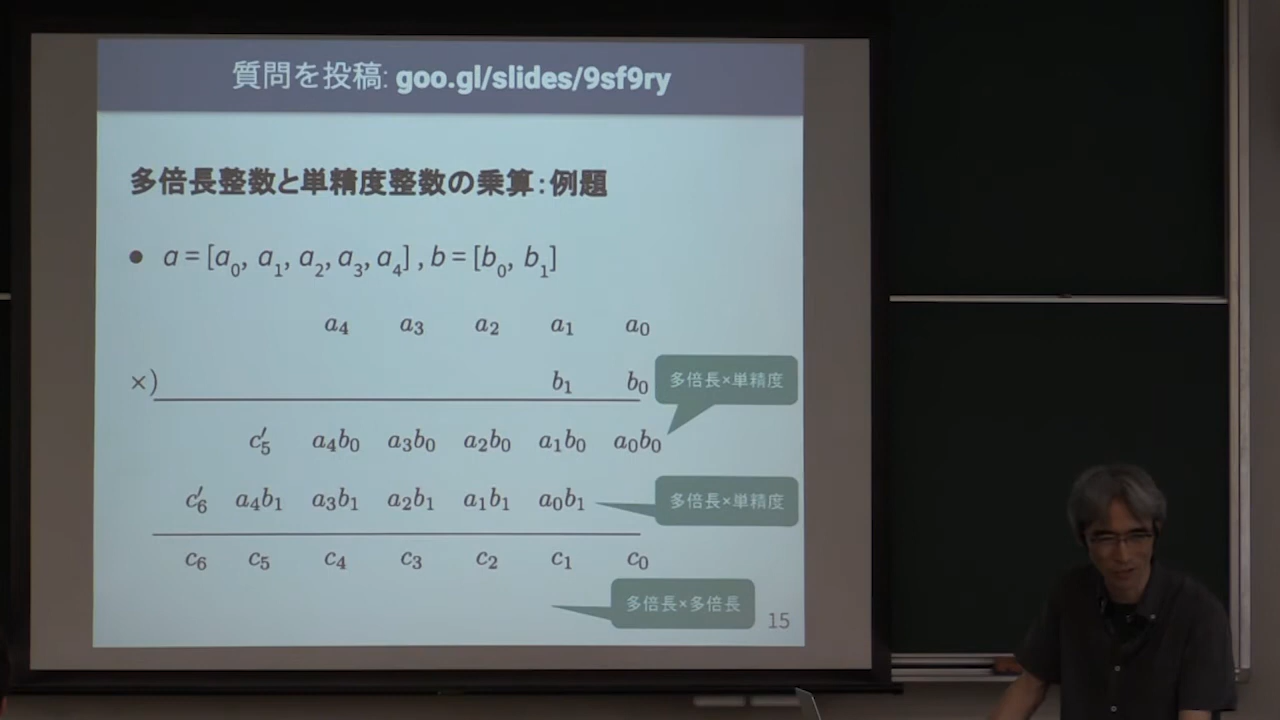 質問を投稿: goo.gl/slides/9sf9ry
多倍長整数と単精度整数の乗算：例題
● a = [a₀, a₁, a₂, a₃, a₄] , b = [b₀, b₁]
a₄ a₃ a₂ a₁ a₀
×) b₁ b₀
多倍長×単精度
c′₅ a₄b₀ a₃b₀ a₂b₀ a₁b₀ a₀b₀
c′₆ a₄b₁ a₃b₁ a₂b₁ a₁b₁ a₀b₁
多倍長×単精度
c₆ c₅ c₄ c₃ c₂ c₁ c₀
多倍長×多倍長
15